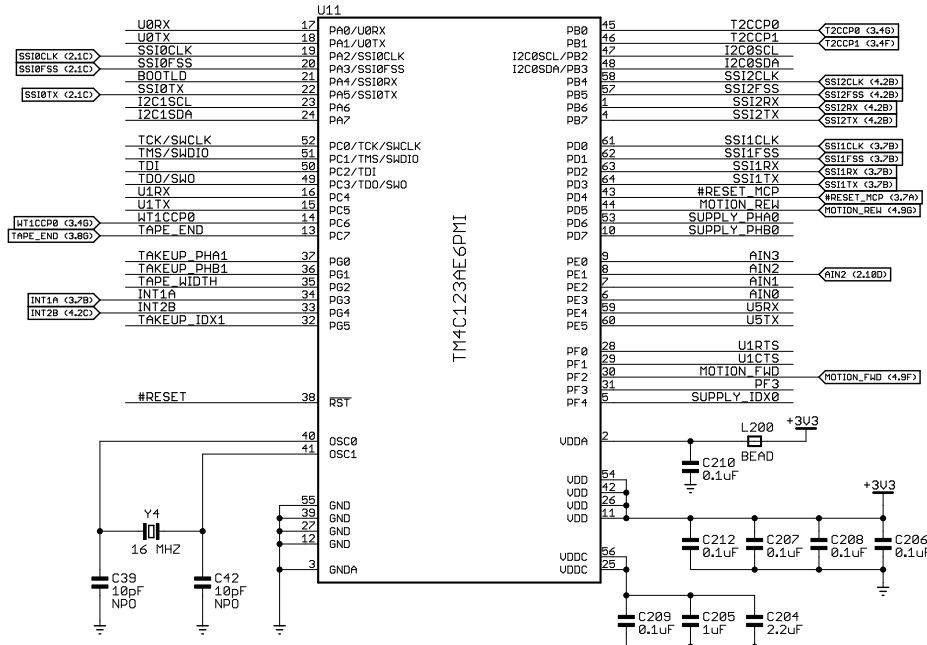 U11
TM4C123AE6PMI
U0RX 17 PA0/U0RX
U0TX 18 PA1/U0TX
SSI0CLK (2.1C) SSI0CLK 19 PA2/SSI0CLK
SSI0FSS (2.1C) SSI0FSS 20 PA3/SSI0FSS
BOOTLD 21 PA4/SSI0RX
SSI0TX (2.1C) SSI0TX 22 PA5/SSI0TX
I2C1SCL 23 PA6
I2C1SDA 24 PA7
TCK/SWCLK 52 PC0/TCK/SWCLK
TMS/SWDIO 51 PC1/TMS/SWDIO
TDI 50 PC2/TDI
TDO/SWO 49 PC3/TDO/SWO
U1RX 16 PC4
U1TX 15 PC5
WT1CCP0 (3.4G) WT1CCP0 14 PC6
TAPE_END (3.8G) TAPE_END 13 PC7
TAKEUP_PHA1 37 PG0
TAKEUP_PHB1 36 PG1
TAPE_WIDTH 35 PG2
INT1A (3.7B) INT1A 34 PG3
INT2B (4.2C) INT2B 33 PG4
TAKEUP_IDX1 32 PG5
#RESET 38 RST
40 OSC0
41 OSC1
55 GND
39 GND
27 GND
12 GND
3 GNDA
Y4
16 MHZ
C39
10pF
NPO
C42
10pF
NPO
PB0 45 T2CCP0 T2CCP0 (3.4G)
PB1 46 T2CCP1 T2CCP1 (3.4F)
I2C0SCL/PB2 47 I2C0SCL
I2C0SDA/PB3 48 I2C0SDA
PB4 58 SSI2CLK SSI2CLK (4.2B)
PB5 57 SSI2FSS SSI2FSS (4.2B)
PB6 1 SSI2RX SSI2RX (4.2B)
PB7 4 SSI2TX SSI2TX (4.2B)
PD0 61 SSI1CLK SSI1CLK (3.7B)
PD1 62 SSI1FSS SSI1FSS (3.7B)
PD2 63 SSI1RX SSI1RX (3.7B)
PD3 64 SSI1TX SSI1TX (3.7B)
PD4 43 #RESET_MCP #RESET_MCP (3.7A)
PD5 44 MOTION_REW MOTION_REW (4.9G)
PD6 53 SUPPLY_PHA0
PD7 10 SUPPLY_PHB0
PE0 9 AIN3
PE1 8 AIN2 AIN2 (2.10D)
PE2 7 AIN1
PE3 6 AIN0
PE4 59 U5RX
PE5 60 U5TX
PF0 28 U1RTS
PF1 29 U1CTS
PF2 30 MOTION_FWD MOTION_FWD (4.9F)
PF3 31 PF3
PF4 5 SUPPLY_IDX0
VDDA 2
L200
BEAD
+3V3
C210
0.1uF
VDD 54
VDD 42
VDD 26
VDD 11
+3V3
C212
0.1uF
C207
0.1uF
C208
0.1uF
C206
0.1uF
VDDC 56
VDDC 25
C209
0.1uF
C205
1uF
C204
2.2uF